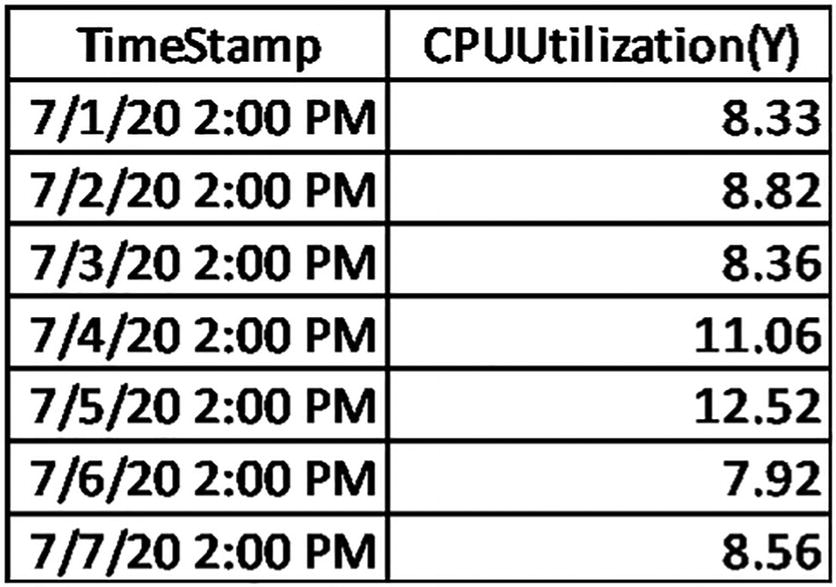 TimeStamp CPUUtilization(Y)
7/1/20 2:00 PM 8.33
7/2/20 2:00 PM 8.82
7/3/20 2:00 PM 8.36
7/4/20 2:00 PM 11.06
7/5/20 2:00 PM 12.52
7/6/20 2:00 PM 7.92
7/7/20 2:00 PM 8.56